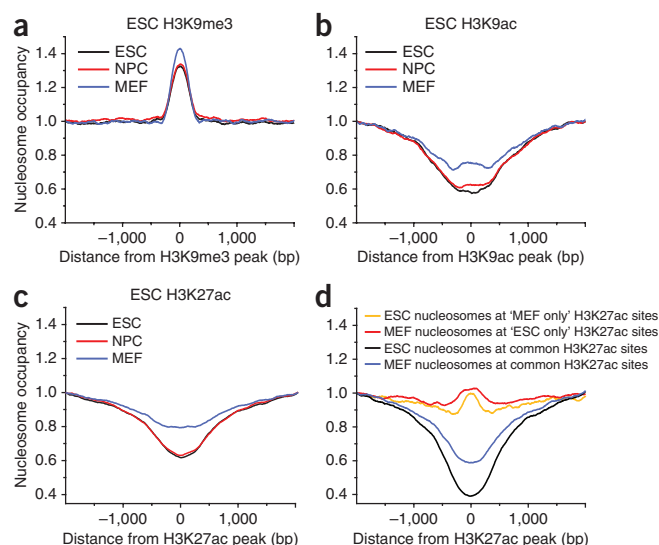 a
ESC H3K9me3
ESC
NPC
MEF
Nucleosome occupancy
1.4
1.2
1.0
0.8
0.6
0.4
−1,000 0 1,000
Distance from H3K9me3 peak (bp)
b
ESC H3K9ac
ESC
NPC
MEF
1.4
1.2
1.0
0.8
0.6
0.4
−1,000 0 1,000
Distance from H3K9ac peak (bp)
c
ESC H3K27ac
ESC
NPC
MEF
Nucleosome occupancy
1.4
1.2
1.0
0.8
0.6
0.4
−1,000 0 1,000
Distance from H3K27ac peak (bp)
d
ESC nucleosomes at ‘MEF only’ H3K27ac sites
MEF nucleosomes at ‘ESC only’ H3K27ac sites
ESC nucleosomes at common H3K27ac sites
MEF nucleosomes at common H3K27ac sites
1.4
1.2
1.0
0.8
0.6
0.4
−1,000 0 1,000
Distance from H3K27ac peak (bp)